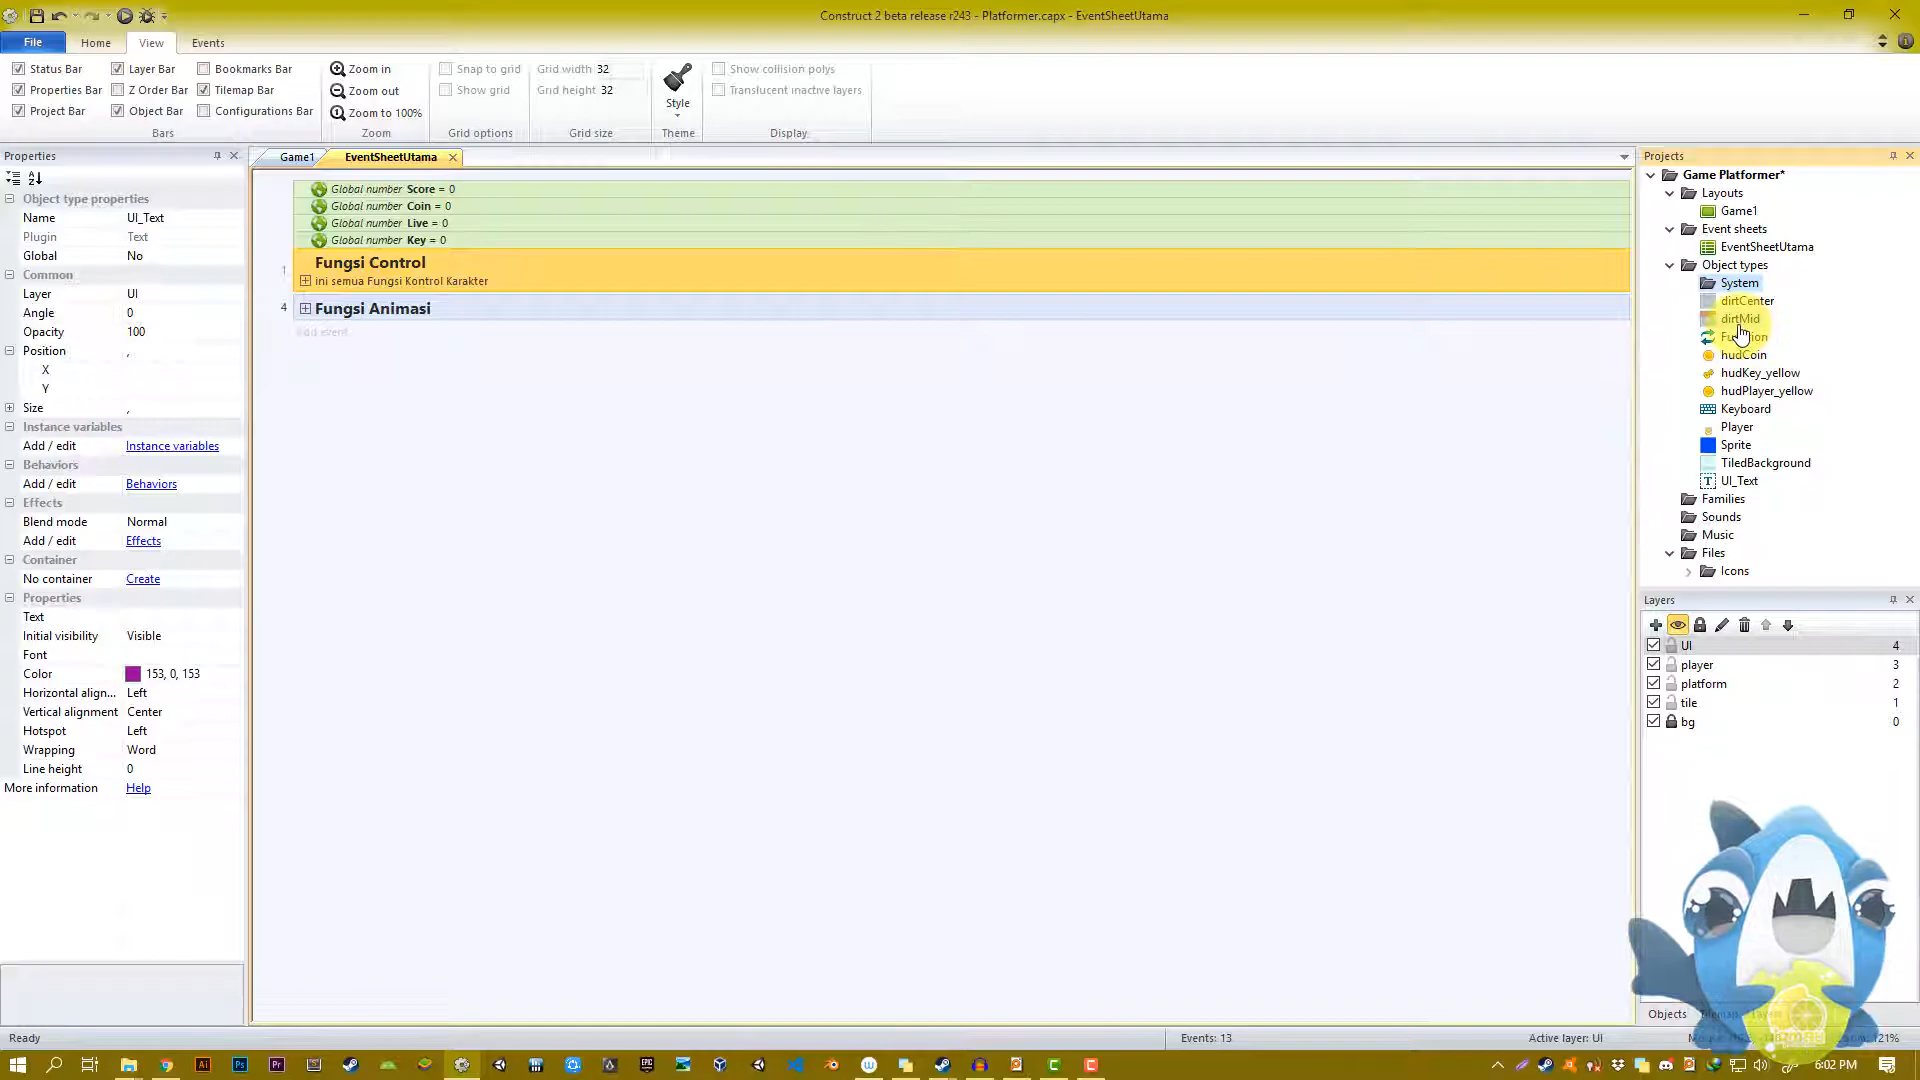 Construct 2 beta release r243 - Platformer.capx - EventSheetUtama
File Home View Events
Status Bar Layer Bar Bookmarks Bar
Properties Bar Z Order Bar Tilemap Bar
Project Bar Object Bar Configurations Bar
Bars
Zoom in
Zoom out
Zoom to 100%
Zoom
Snap to grid
Show grid
Grid options
Grid width 32
Grid height 32
Grid size
Style
Theme
Show collision polys
Translucent inactive layers
Display
Properties
Object type properties
Name UI_Text
Plugin Text
Global No
Common
Layer UI
Angle 0
Opacity 100
Position ,
X
Y
Size ,
Instance variables
Add / edit Instance variables
Behaviors
Add / edit Behaviors
Effects
Blend mode Normal
Add / edit Effects
Container
No container Create
Properties
Text
Initial visibility Visible
Font
Color 153, 0, 153
Horizontal align... Left
Vertical alignment Center
Hotspot Left
Wrapping Word
Line height 0
More information Help
Game1 EventSheetUtama
Global number Score = 0
Global number Coin = 0
Global number Live = 0
Global number Key = 0
1 Fungsi Control
ini semua Fungsi Kontrol Karakter
4 Fungsi Animasi
Add event
Projects
Game Platformer*
Layouts
Game1
Event sheets
EventSheetUtama
Object types
System
dirtCenter
dirtMid
Function
hudCoin
hudKey_yellow
hudPlayer_yellow
Keyboard
Player
Sprite
TiledBackground
UI_Text
Families
Sounds
Music
Files
Icons
Layers
UI 4
player 3
platform 2
tile 1
bg 0
Objects
Ready Events: 13 Active layer: UI 121%
6:02 PM